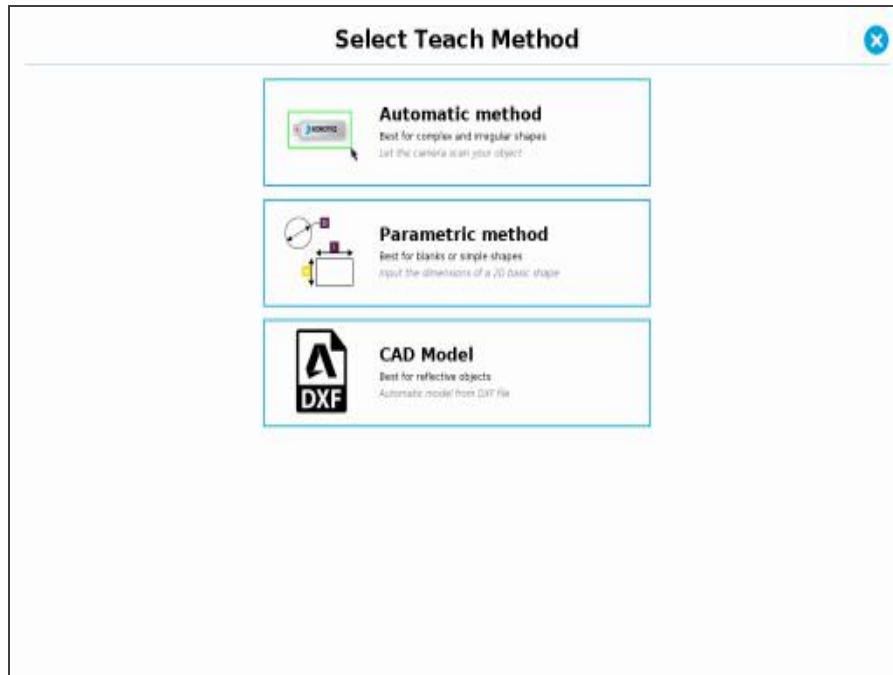 Select Teach Method
Automatic method
Best for complex and irregular shapes
Let the camera scan your object
ROBOTIQ
Parametric method
Best for blanks or simple shapes
Input the dimensions of a 2D basic shape
CAD Model
Best for reflective objects
Automatic model from DXF file
DXF